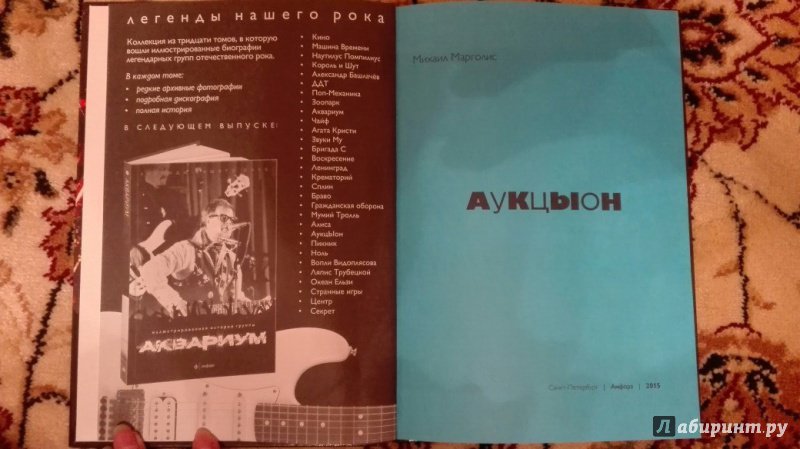 легенды нашего рока
Коллекция из тридцати томов, в которую
вошли иллюстрированные биографии
легендарных групп отечественного рока.
В каждом томе:
• редкие архивные фотографии
• подробная дискография
• полная история
В СЛЕДУЮЩЕМ ВЫПУСКЕ:
АКВАРИУМ
иллюстрированная история группы
АКВАРИУМ
• Кино
• Машина Времени
• Наутилус Помпилиус
• Король и Шут
• Александр Башлачёв
• ДДТ
• Поп-Механика
• Зоопарк
• Аквариум
• Чайф
• Агата Кристи
• Звуки Му
• Бригада С
• Воскресение
• Ленинград
• Крематорий
• Сплин
• Браво
• Гражданская оборона
• Мумий Тролль
• Алиса
• АукцЫон
• Пикник
• Ноль
• Вопли Видоплясова
• Ляпис Трубецкой
• Океан Ельзи
• Странные игры
• Центр
• Секрет
Михаил Марголис
АуКцЫоН
Санкт-Петербург | Амфора | 2015
Лабиринт.ру